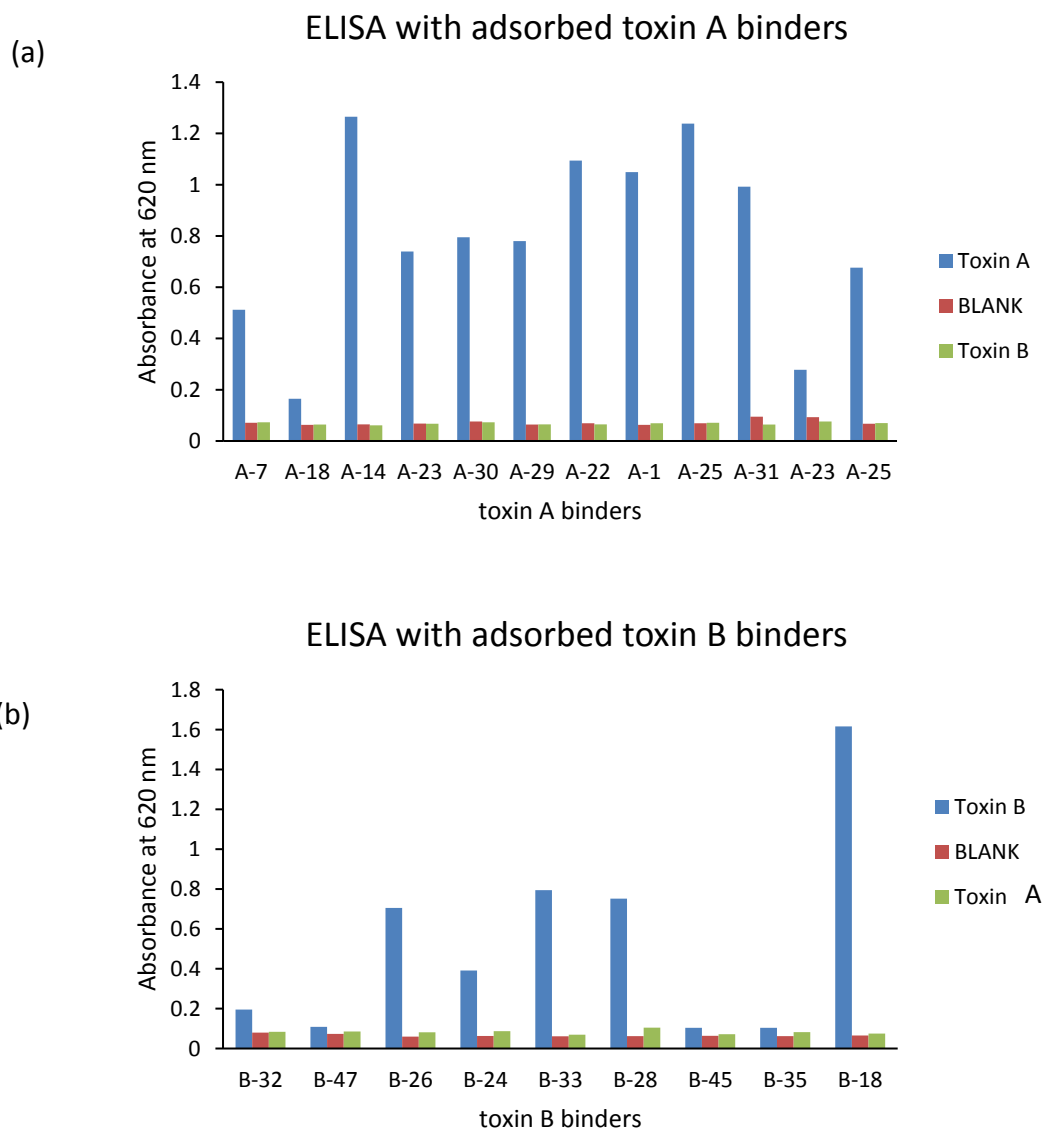 (a)
ELISA with adsorbed toxin A binders
Absorbance at 620 nm
1.4
1.2
1
0.8
0.6
0.4
0.2
0
A-7 A-18 A-14 A-23 A-30 A-29 A-22 A-1 A-25 A-31 A-23 A-25
toxin A binders
Toxin A
BLANK
Toxin B
(b)
ELISA with adsorbed toxin B binders
Absorbance at 620 nm
1.8
1.6
1.4
1.2
1
0.8
0.6
0.4
0.2
0
B-32 B-47 B-26 B-24 B-33 B-28 B-45 B-35 B-18
toxin B binders
Toxin B
BLANK
Toxin A